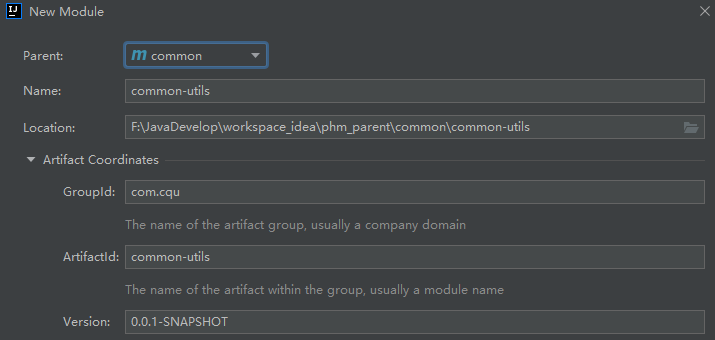 New Module
Parent: m common
Name: common-utils
Location: F:\JavaDevelop\workspace_idea\phm_parent\common\common-utils
Artifact Coordinates
GroupId: com.cqu
The name of the artifact group, usually a company domain
ArtifactId: common-utils
The name of the artifact within the group, usually a module name
Version: 0.0.1-SNAPSHOT